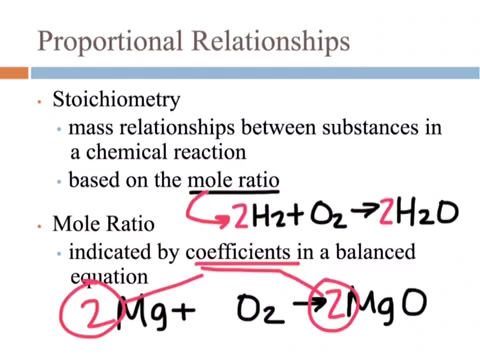 Proportional Relationships
• Stoichiometry
• mass relationships between substances in
a chemical reaction
• based on the mole ratio
2H2+O2→2H2O
• Mole Ratio
• indicated by coefficients in a balanced
equation
2Mg+ O2→2MgO